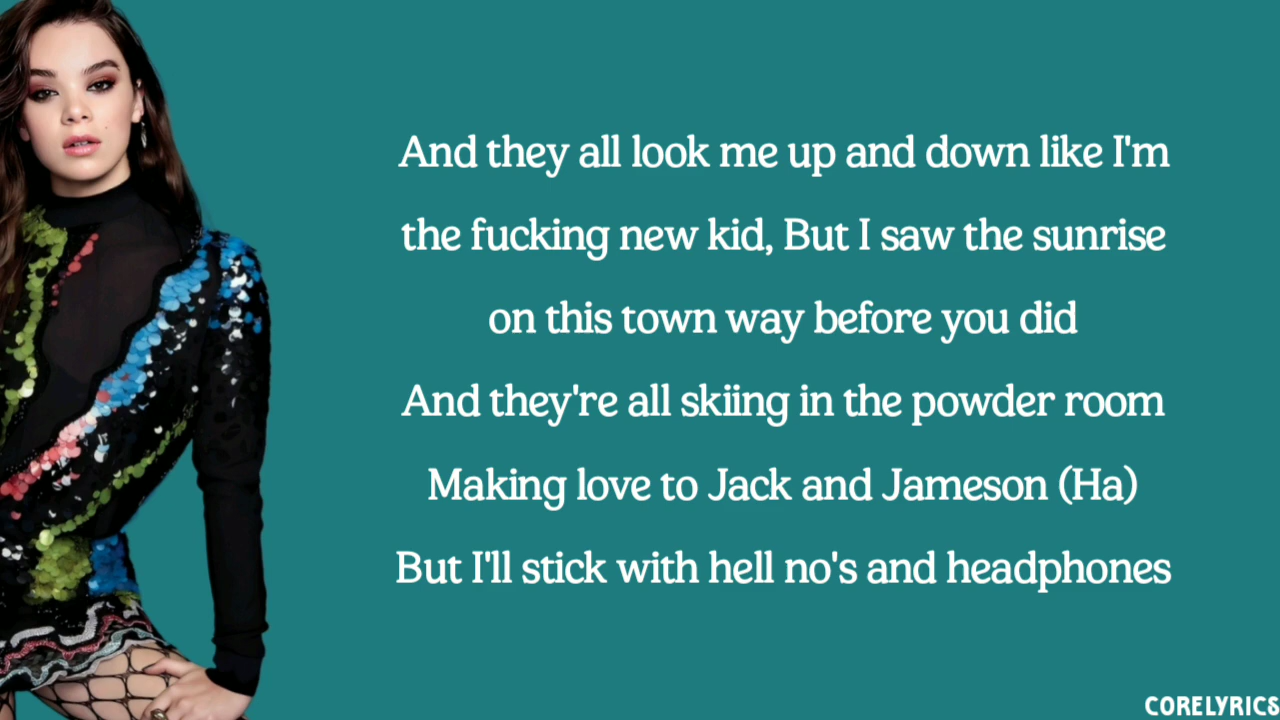 And they all look me up and down like I'm
the fucking new kid, But I saw the sunrise
on this town way before you did
And they're all skiing in the powder room
Making love to Jack and Jameson (Ha)
But I'll stick with hell no's and headphones
CORELYRICS